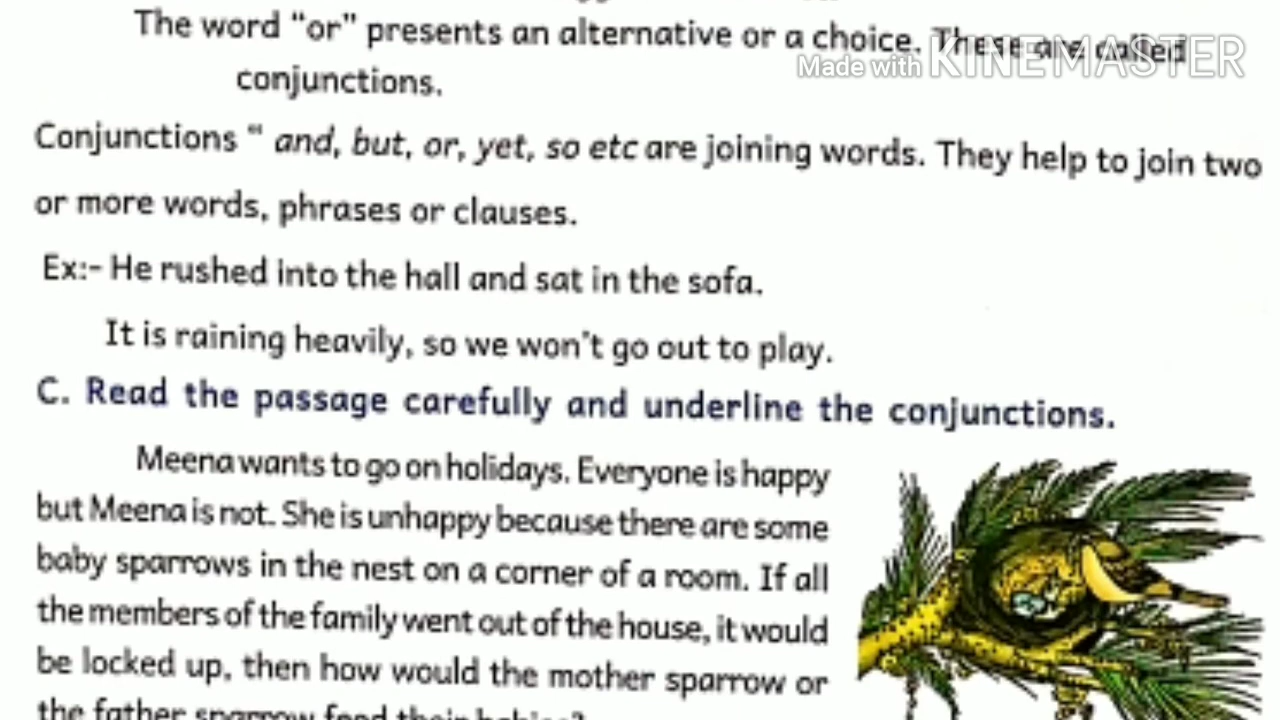 The word “or” presents an alternative or a choice. These are called
Made with KINEMASTER
conjunctions.
Conjunctions “ and, but, or, yet, so etc are joining words. They help to join two
or more words, phrases or clauses.
Ex:- He rushed into the hall and sat in the sofa.
It is raining heavily, so we won't go out to play.
C. Read the passage carefully and underline the conjunctions.
Meena wants to go on holidays. Everyone is happy
but Meena is not. She is unhappy because there are some
baby sparrows in the nest on a corner of a room. If all
the members of the family went out of the house, it would
be locked up, then how would the mother sparrow or
the father sparrow feed their babies?